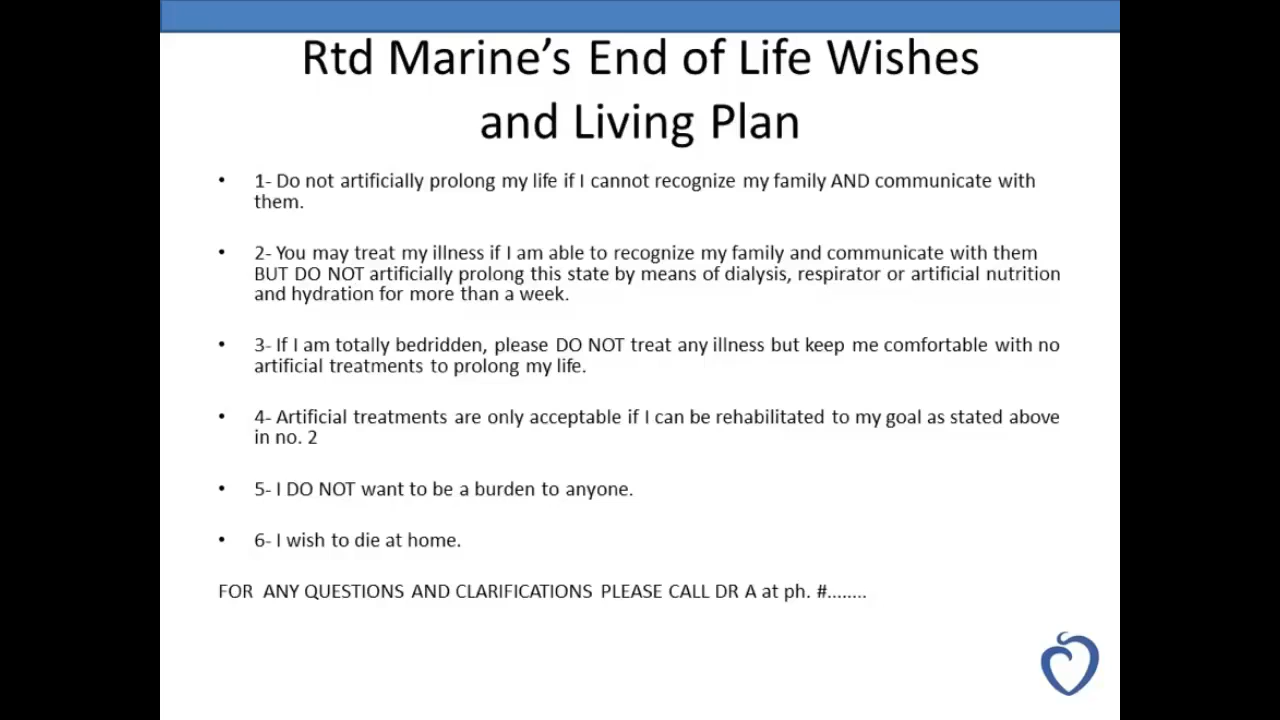 Rtd Marine's End of Life Wishes
and Living Plan
• 1- Do not artificially prolong my life if I cannot recognize my family AND communicate with
them.
• 2- You may treat my illness if I am able to recognize my family and communicate with them
BUT DO NOT artificially prolong this state by means of dialysis, respirator or artificial nutrition
and hydration for more than a week.
• 3- If I am totally bedridden, please DO NOT treat any illness but keep me comfortable with no
artificial treatments to prolong my life.
• 4- Artificial treatments are only acceptable if I can be rehabilitated to my goal as stated above
in no. 2
• 5- I DO NOT want to be a burden to anyone.
• 6- I wish to die at home.
FOR ANY QUESTIONS AND CLARIFICATIONS PLEASE CALL DR A at ph. #........